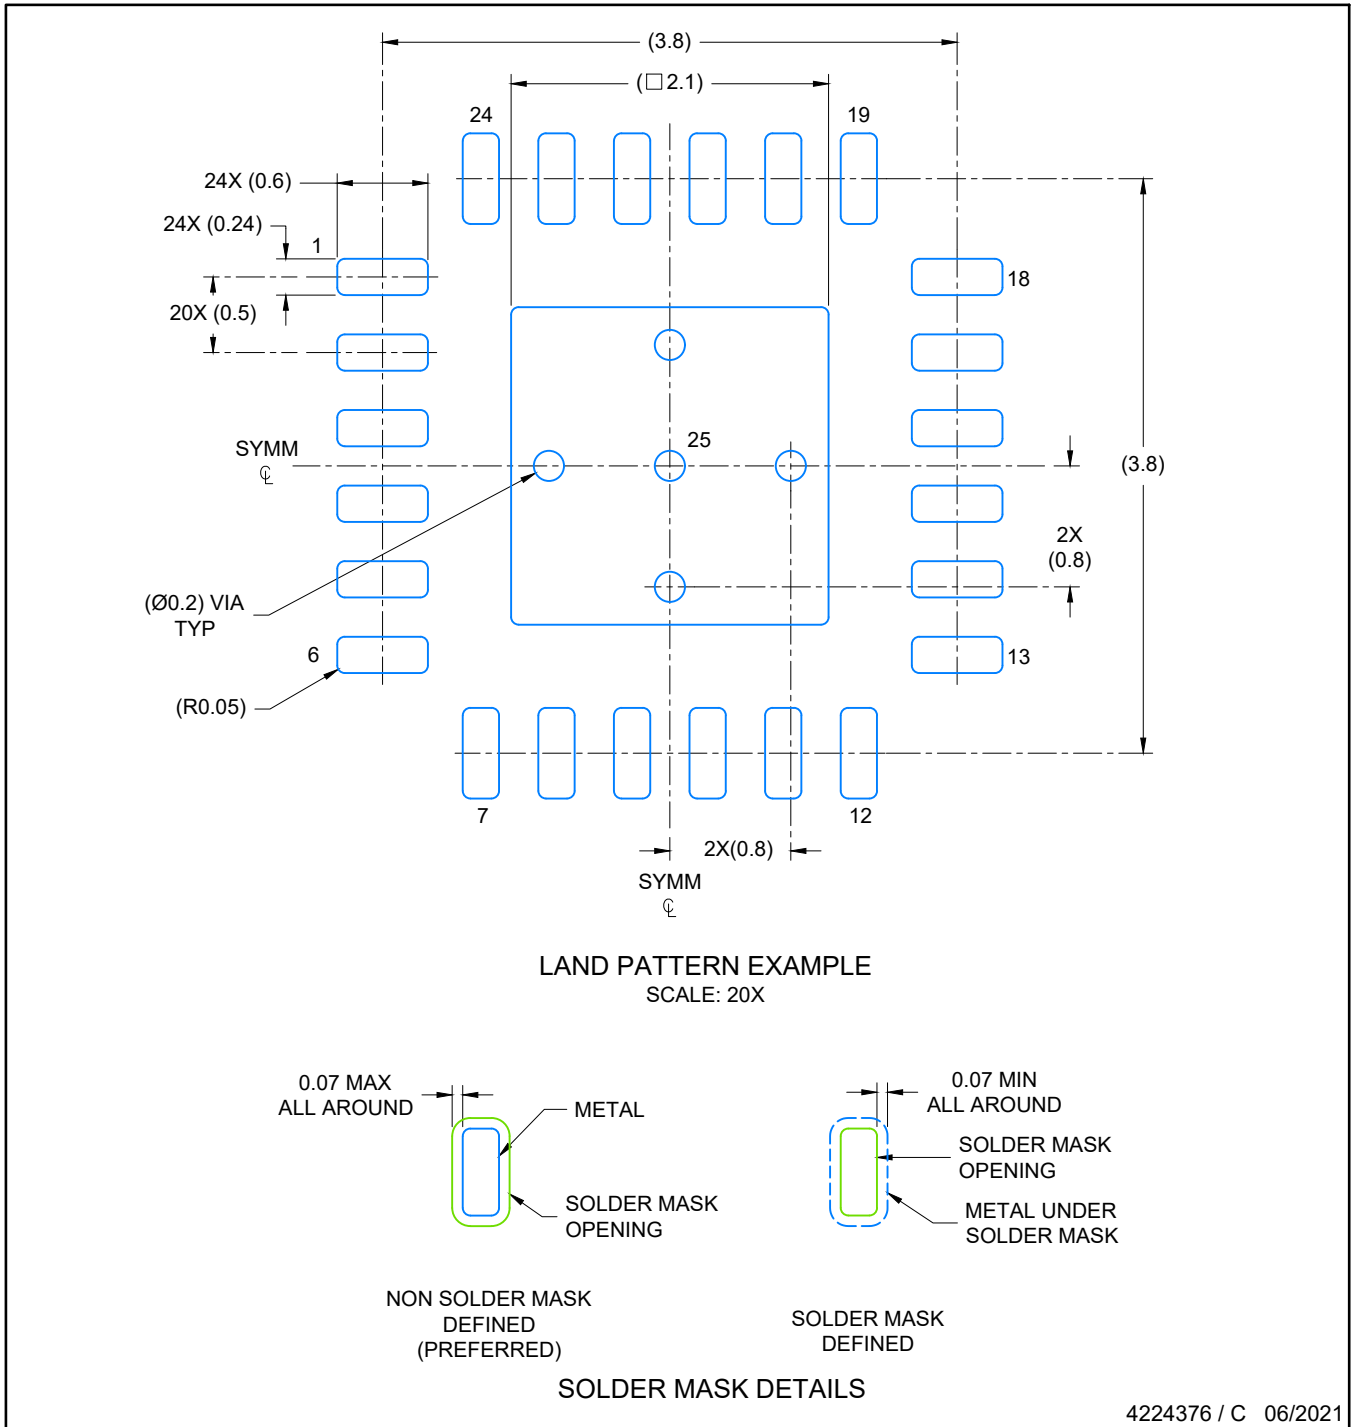 (3.8)
(□2.1)
24
19
24X (0.6)
24X (0.24)
1
18
20X (0.5)
25
SYMM
℄
(3.8)
2X
(0.8)
(Ø0.2) VIA
TYP
6
13
(R0.05)
7
12
2X(0.8)
SYMM
℄
LAND PATTERN EXAMPLE
SCALE: 20X
0.07 MAX
ALL AROUND
METAL
SOLDER MASK
OPENING
0.07 MIN
ALL AROUND
SOLDER MASK
OPENING
METAL UNDER
SOLDER MASK
NON SOLDER MASK
DEFINED
(PREFERRED)
SOLDER MASK
DEFINED
SOLDER MASK DETAILS
4224376 / C 06/2021